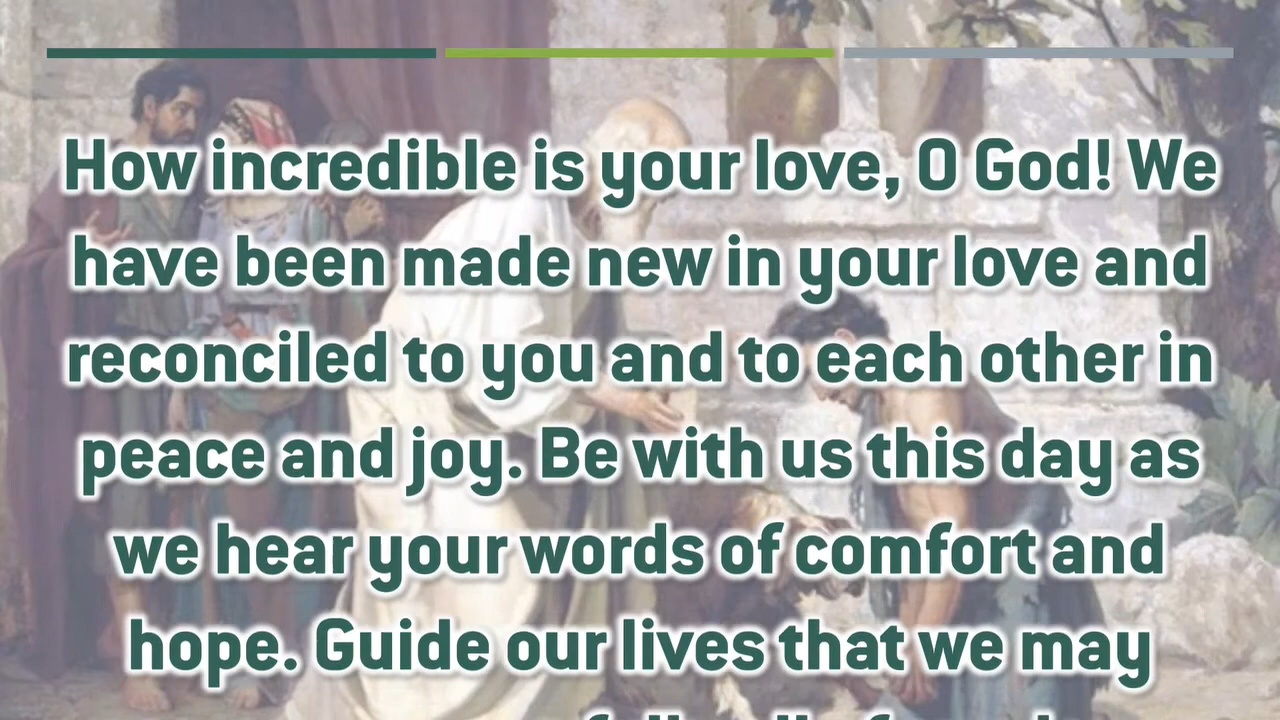 How incredible is your love, O God! We
have been made new in your love and
reconciled to you and to each other in
peace and joy. Be with us this day as
we hear your words of comfort and
hope. Guide our lives that we may